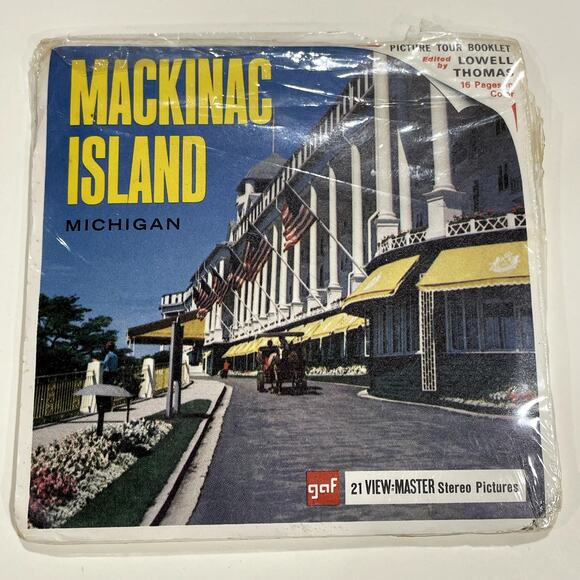 MACKINAC
ISLAND
MICHIGAN
PICTURE TOUR BOOKLET
Edited by LOWELL THOMAS
16 Pages in
Color
gaf
21 VIEW-MASTER Stereo Pictures